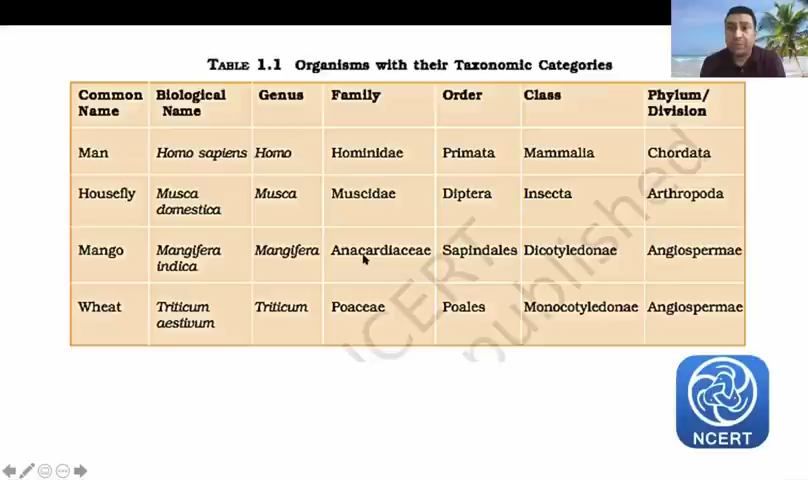 TABLE 1.1 Organisms with their Taxonomic Categories
Common Name Biological Name Genus Family Order Class Phylum/ Division
Man Homo sapiens Homo Hominidae Primata Mammalia Chordata
Housefly Musca domestica Musca Muscidae Diptera Insecta Arthropoda
Mango Mangifera indica Mangifera Anacardiaceae Sapindales Dicotyledonae Angiospermae
Wheat Triticum aestivum Triticum Poaceae Poales Monocotyledonae Angiospermae
NCERT
published
NCERT